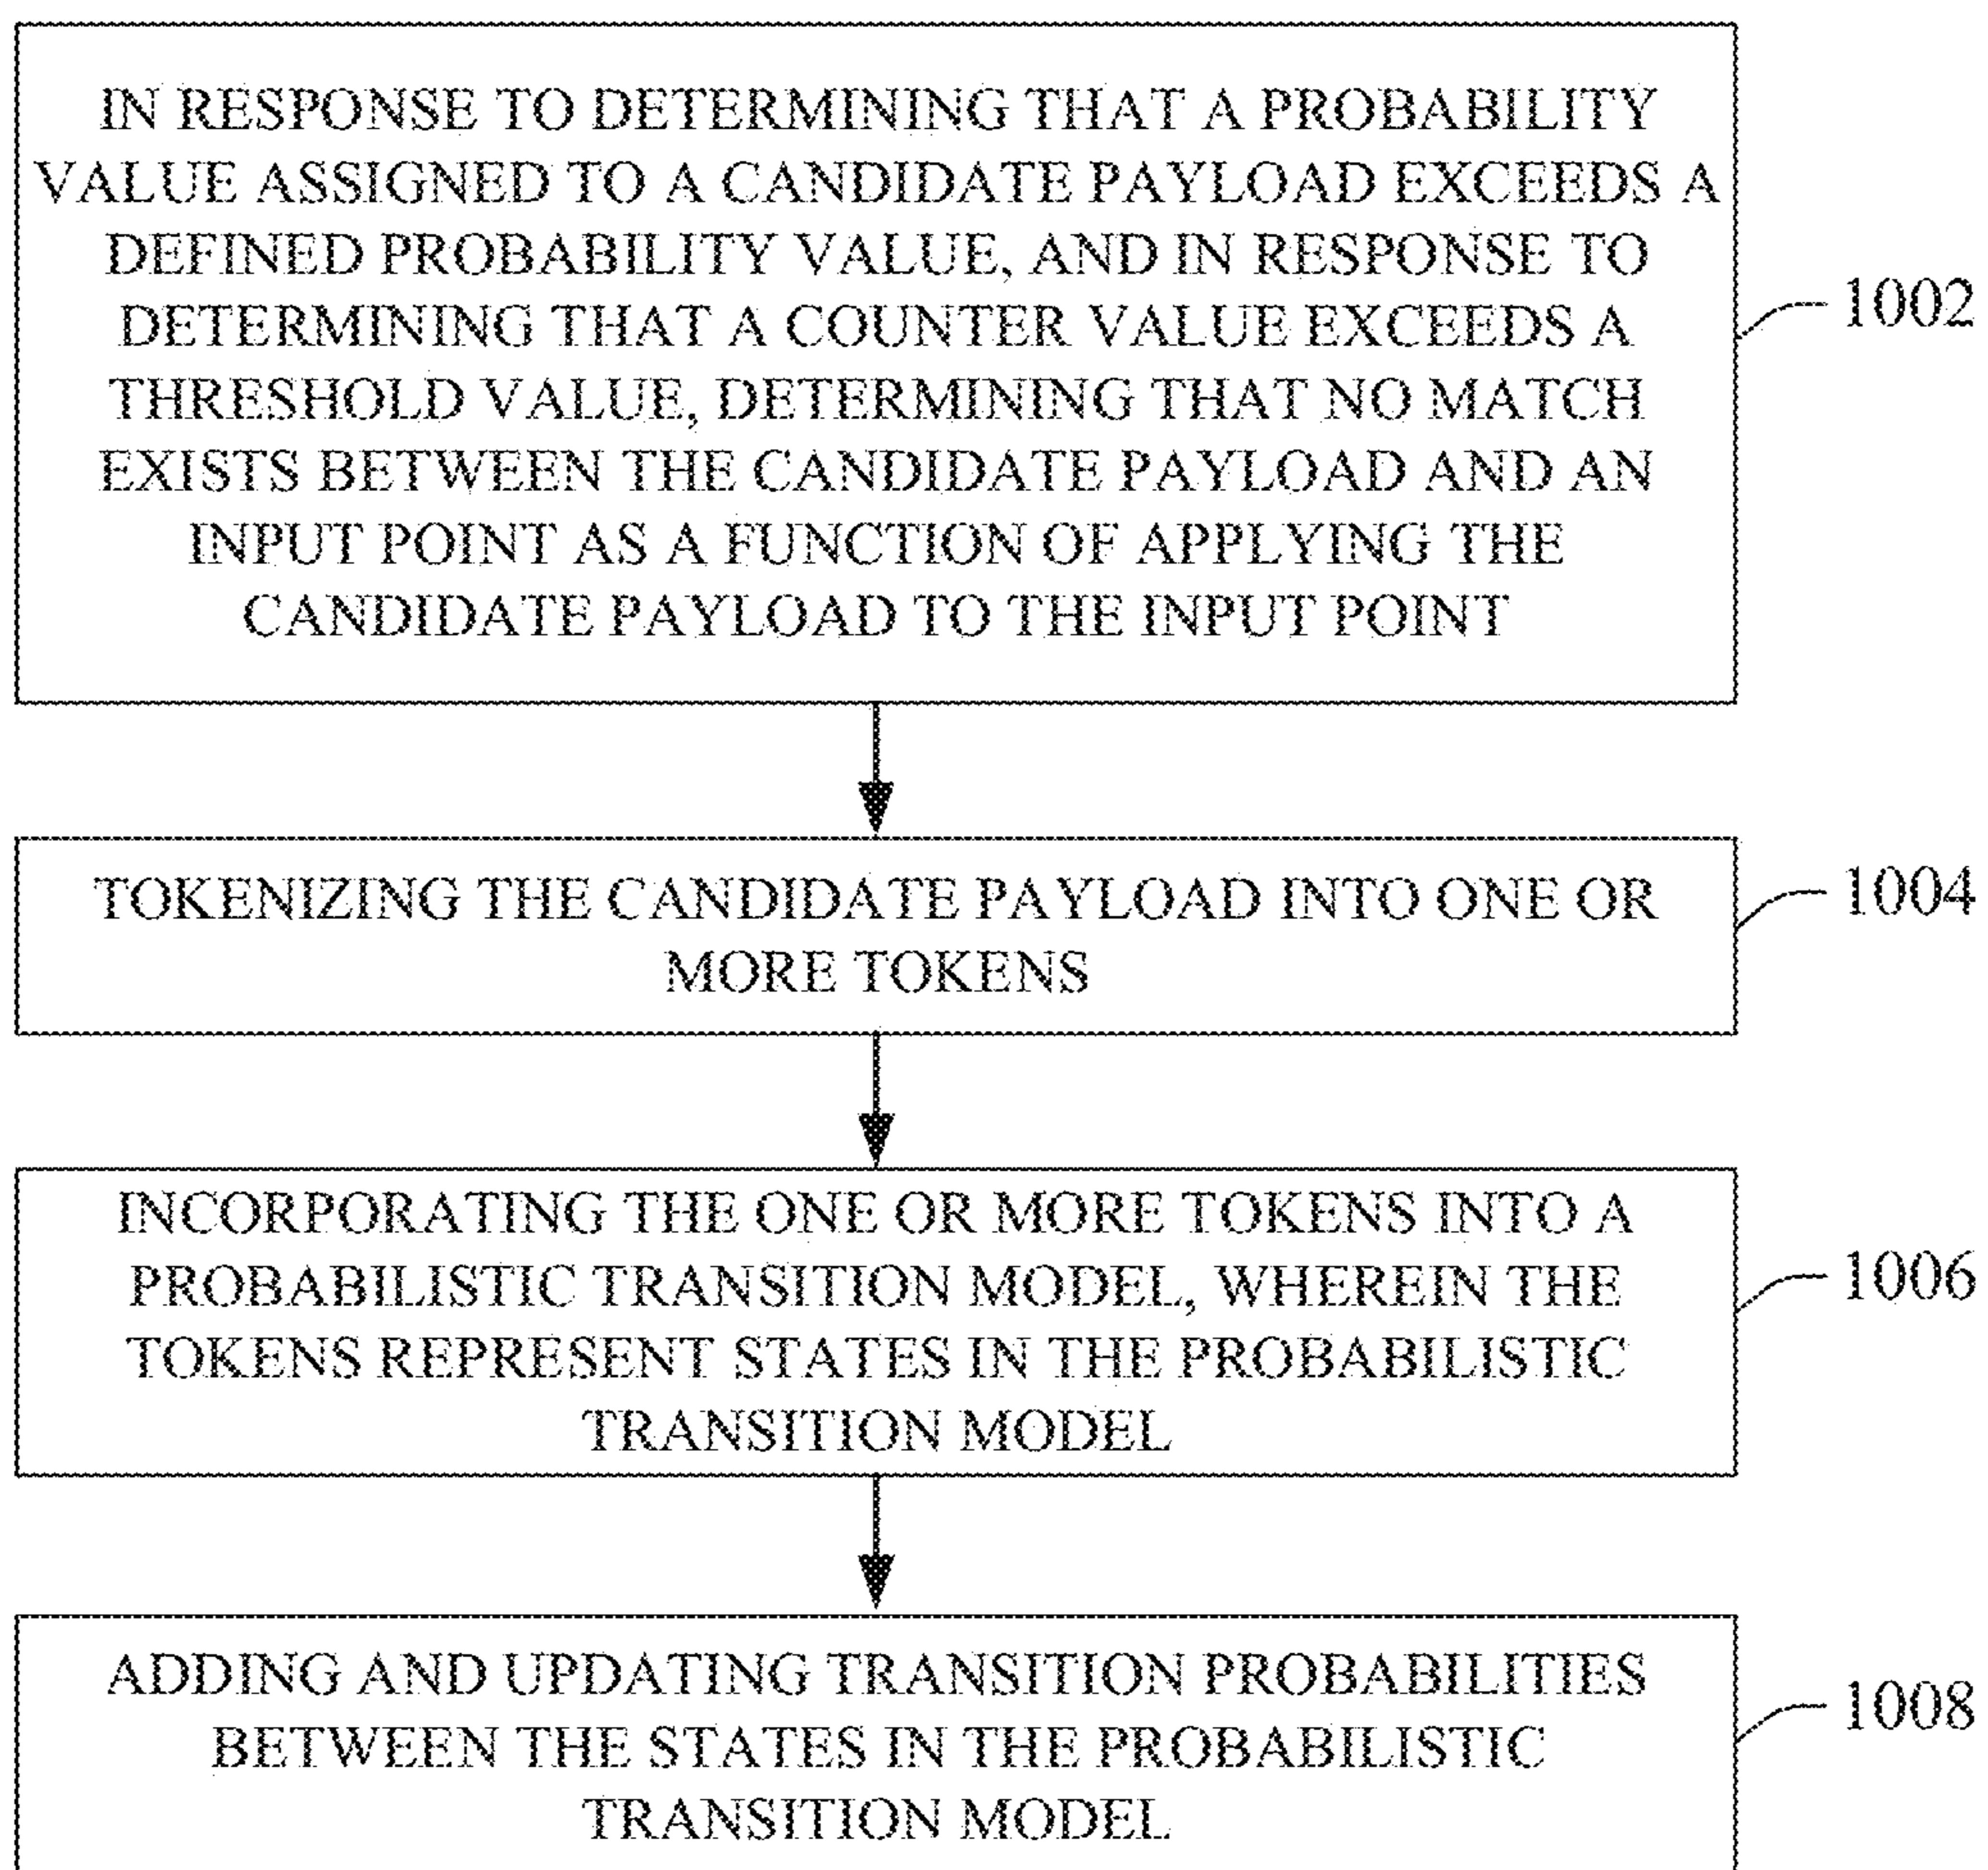 IN RESPONSE TO DETERMINING THAT A PROBABILITY
VALUE ASSIGNED TO A CANDIDATE PAYLOAD EXCEEDS A
DEFINED PROBABILITY VALUE, AND IN RESPONSE TO
DETERMINING THAT A COUNTER VALUE EXCEEDS A
THRESHOLD VALUE, DETERMINING THAT NO MATCH
EXISTS BETWEEN THE CANDIDATE PAYLOAD AND AN
INPUT POINT AS A FUNCTION OF APPLYING THE
CANDIDATE PAYLOAD TO THE INPUT POINT
1002
TOKENIZING THE CANDIDATE PAYLOAD INTO ONE OR
MORE TOKENS
1004
INCORPORATING THE ONE OR MORE TOKENS INTO A
PROBABILISTIC TRANSITION MODEL, WHEREIN THE
TOKENS REPRESENT STATES IN THE PROBABILISTIC
TRANSITION MODEL
1006
ADDING AND UPDATING TRANSITION PROBABILITIES
BETWEEN THE STATES IN THE PROBABILISTIC
TRANSITION MODEL
1008